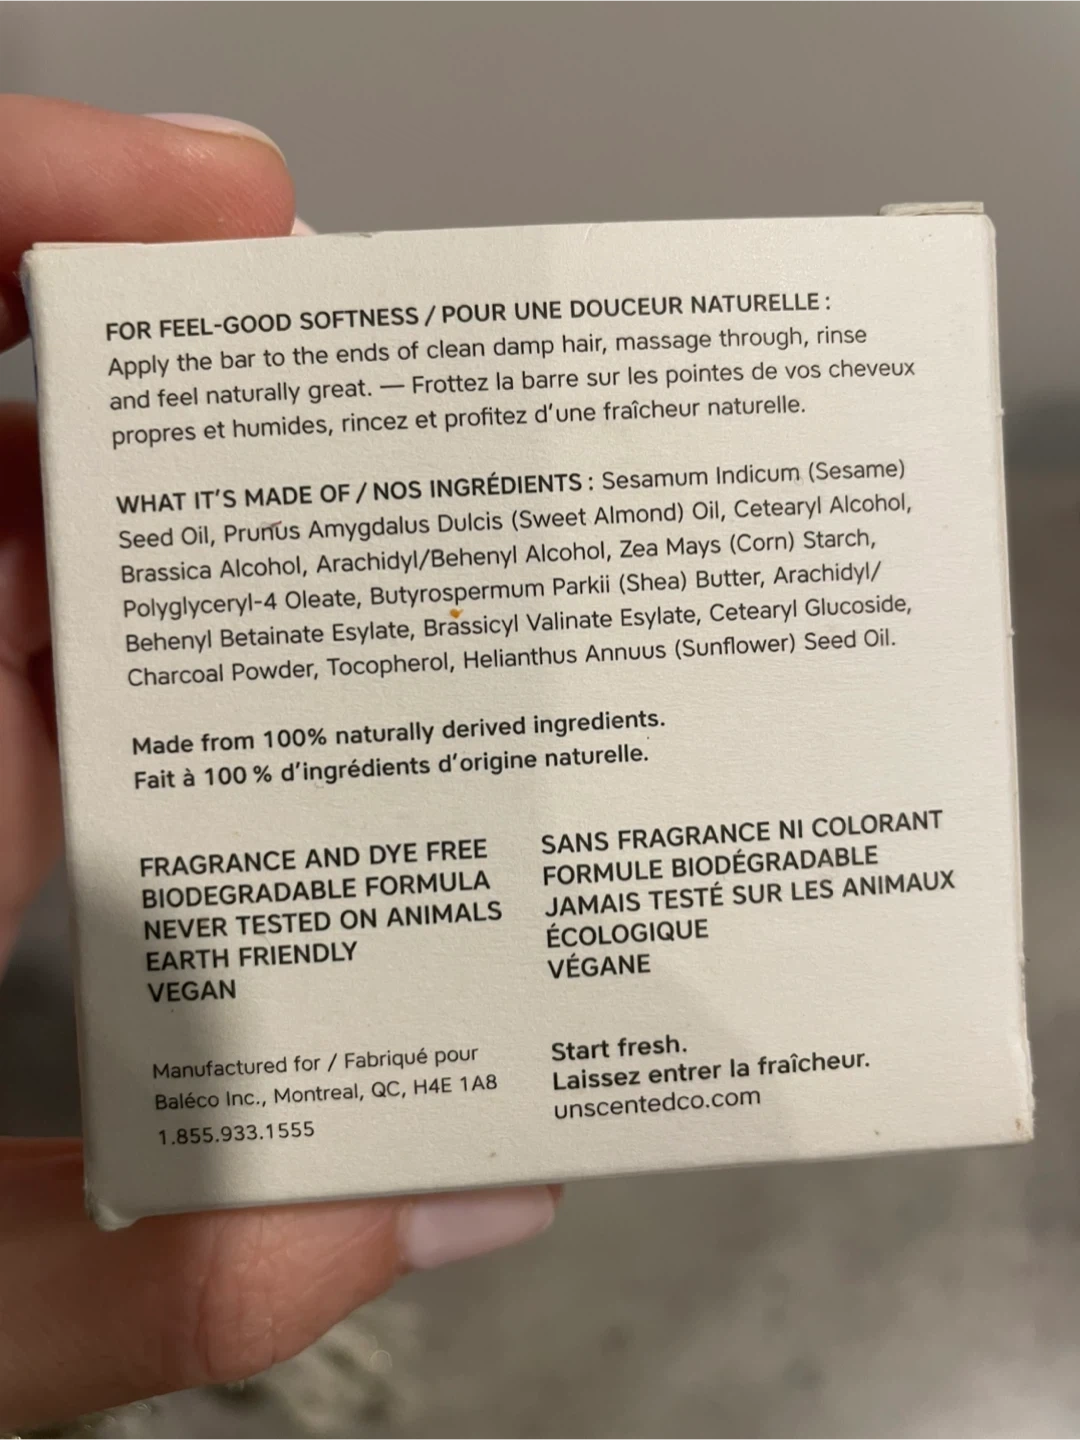 FOR FEEL-GOOD SOFTNESS / POUR UNE DOUCEUR NATURELLE :
Apply the bar to the ends of clean damp hair, massage through, rinse
and feel naturally great. — Frottez la barre sur les pointes de vos cheveux
propres et humides, rincez et profitez d'une fraîcheur naturelle.
WHAT IT'S MADE OF / NOS INGRÉDIENTS : Sesamum Indicum (Sesame)
Seed Oil, Prunus Amygdalus Dulcis (Sweet Almond) Oil, Cetearyl Alcohol,
Brassica Alcohol, Arachidyl/Behenyl Alcohol, Zea Mays (Corn) Starch,
Polyglyceryl-4 Oleate, Butyrospermum Parkii (Shea) Butter, Arachidyl/
Behenyl Betainate Esylate, Brassicyl Valinate Esylate, Cetearyl Glucoside,
Charcoal Powder, Tocopherol, Helianthus Annuus (Sunflower) Seed Oil.
Made from 100% naturally derived ingredients.
Fait à 100 % d'ingrédients d'origine naturelle.
FRAGRANCE AND DYE FREE
BIODEGRADABLE FORMULA
NEVER TESTED ON ANIMALS
EARTH FRIENDLY
VEGAN
SANS FRAGRANCE NI COLORANT
FORMULE BIODÉGRADABLE
JAMAIS TESTÉ SUR LES ANIMAUX
ÉCOLOGIQUE
VÉGANE
Manufactured for / Fabriqué pour
Baléco Inc., Montreal, QC, H4E 1A8
1.855.933.1555
Start fresh.
Laissez entrer la fraîcheur.
unscentedco.com